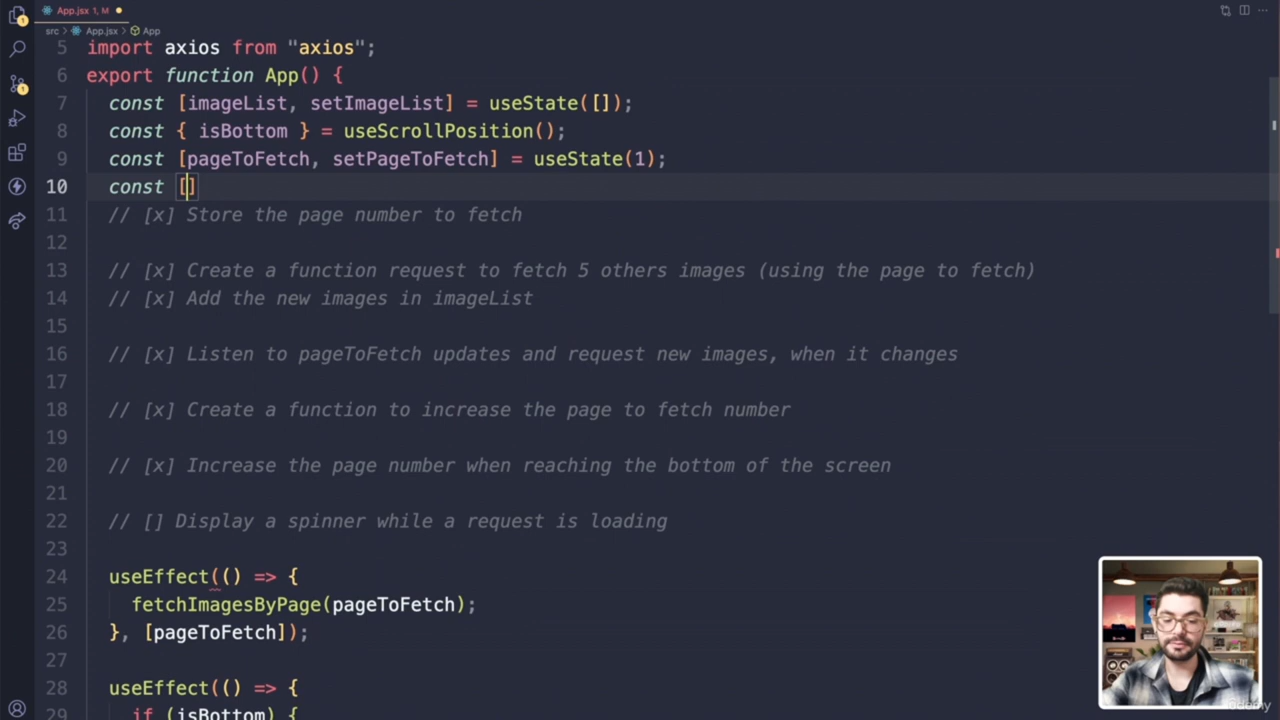 App.jsx 1, M
src > App.jsx > App
5 import axios from "axios";
6 export function App() {
7 const [imageList, setImageList] = useState([]);
8 const { isBottom } = useScrollPosition();
9 const [pageToFetch, setPageToFetch] = useState(1);
10 const []
11 // [x] Store the page number to fetch
12
13 // [x] Create a function request to fetch 5 others images (using the page to fetch)
14 // [x] Add the new images in imageList
15
16 // [x] Listen to pageToFetch updates and request new images, when it changes
17
18 // [x] Create a function to increase the page to fetch number
19
20 // [x] Increase the page number when reaching the bottom of the screen
21
22 // [] Display a spinner while a request is loading
23
24 useEffect(() => {
25 fetchImagesByPage(pageToFetch);
26 }, [pageToFetch]);
27
28 useEffect(() => {
29 if (isBottom) {
Udemy